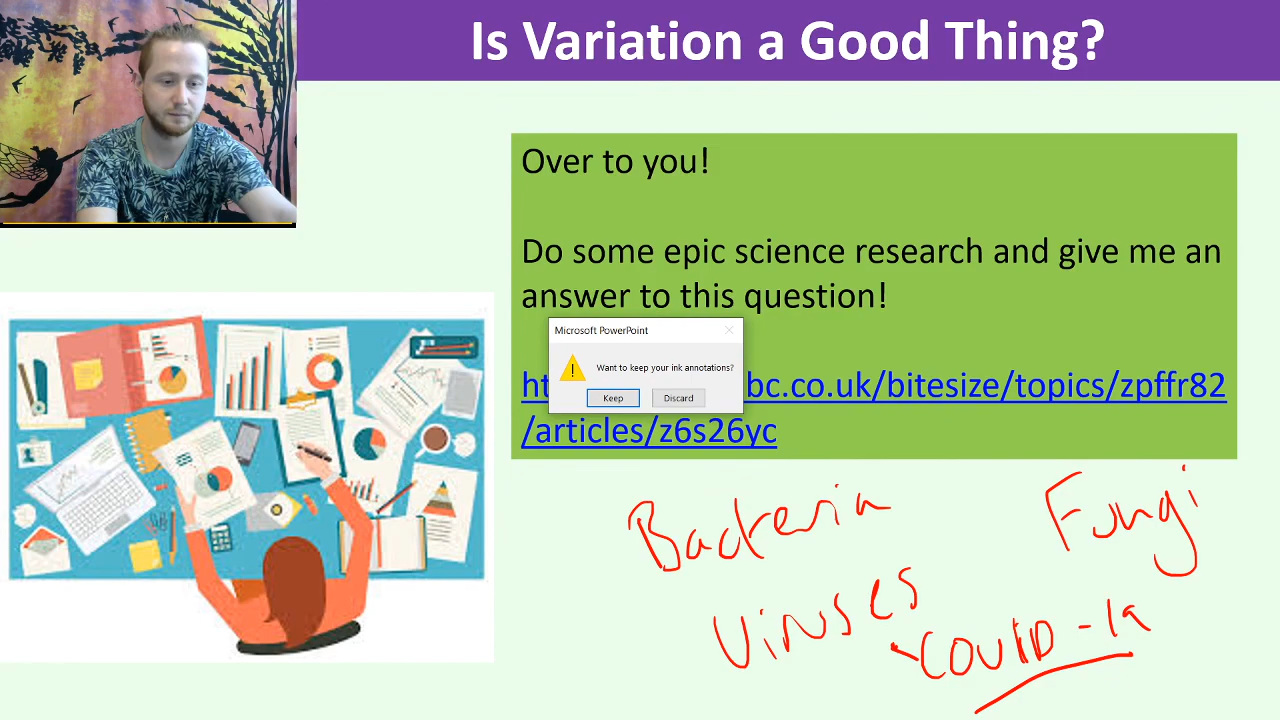 Is Variation a Good Thing?
Over to you!
Do some epic science research and give me an
answer to this question!
Microsoft PowerPoint
Want to keep your ink annotations?
Keep
Discard
bc.co.uk/bitesize/topics/zpffr82
/articles/z6s26yc
Bacteria
Fungi
Viruses
COVID-19